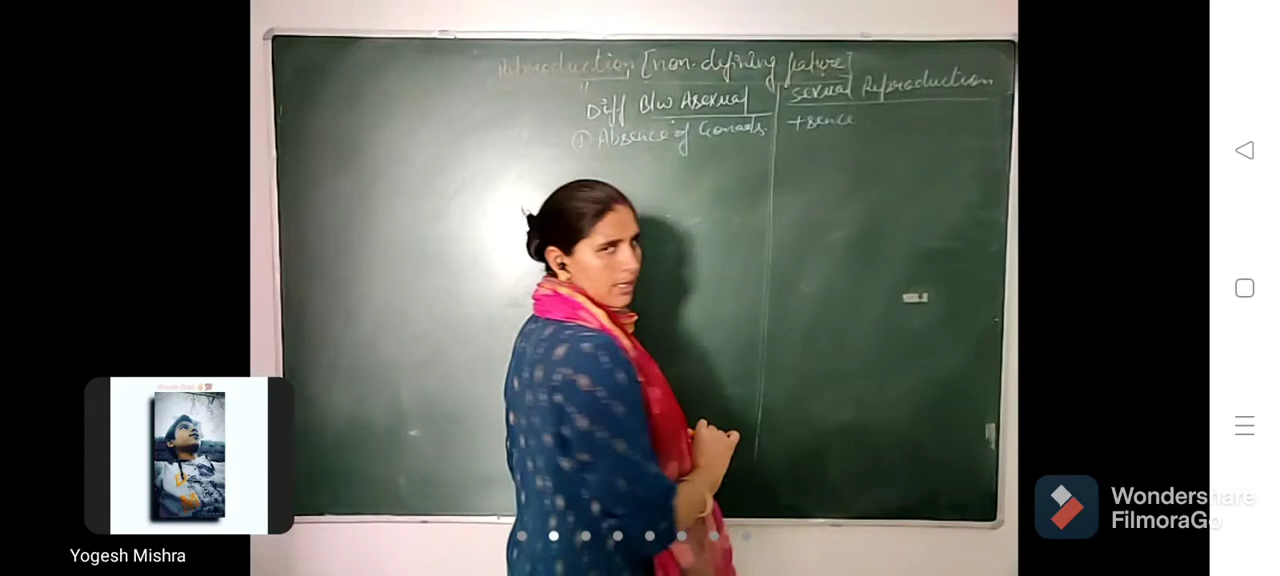 Reproduction, [non-defining feature]
Diff B/w Asexual
sexual Reproduction
① Absence of Gonads.
+sence
Yogesh Mishra
Wondershare
FilmoraGo